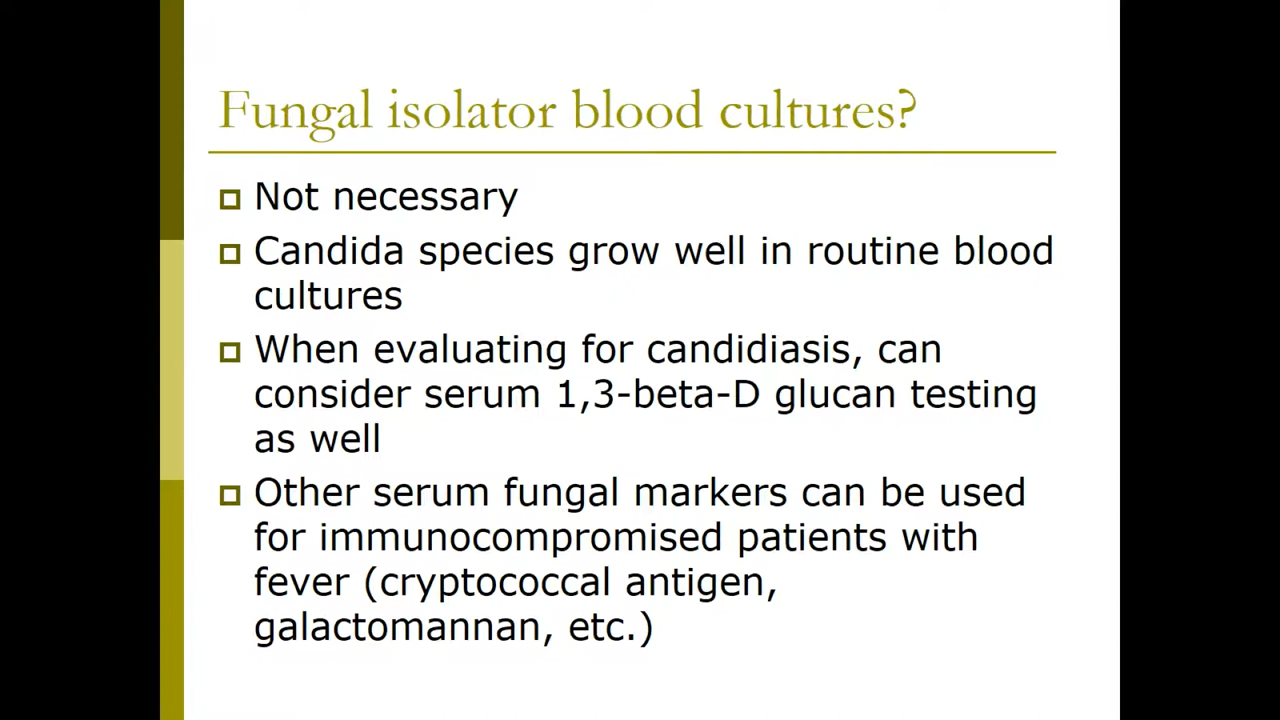 Fungal isolator blood cultures?
Not necessary
Candida species grow well in routine blood
cultures
When evaluating for candidiasis, can
consider serum 1,3-beta-D glucan testing
as well
Other serum fungal markers can be used
for immunocompromised patients with
fever (cryptococcal antigen,
galactomannan, etc.)